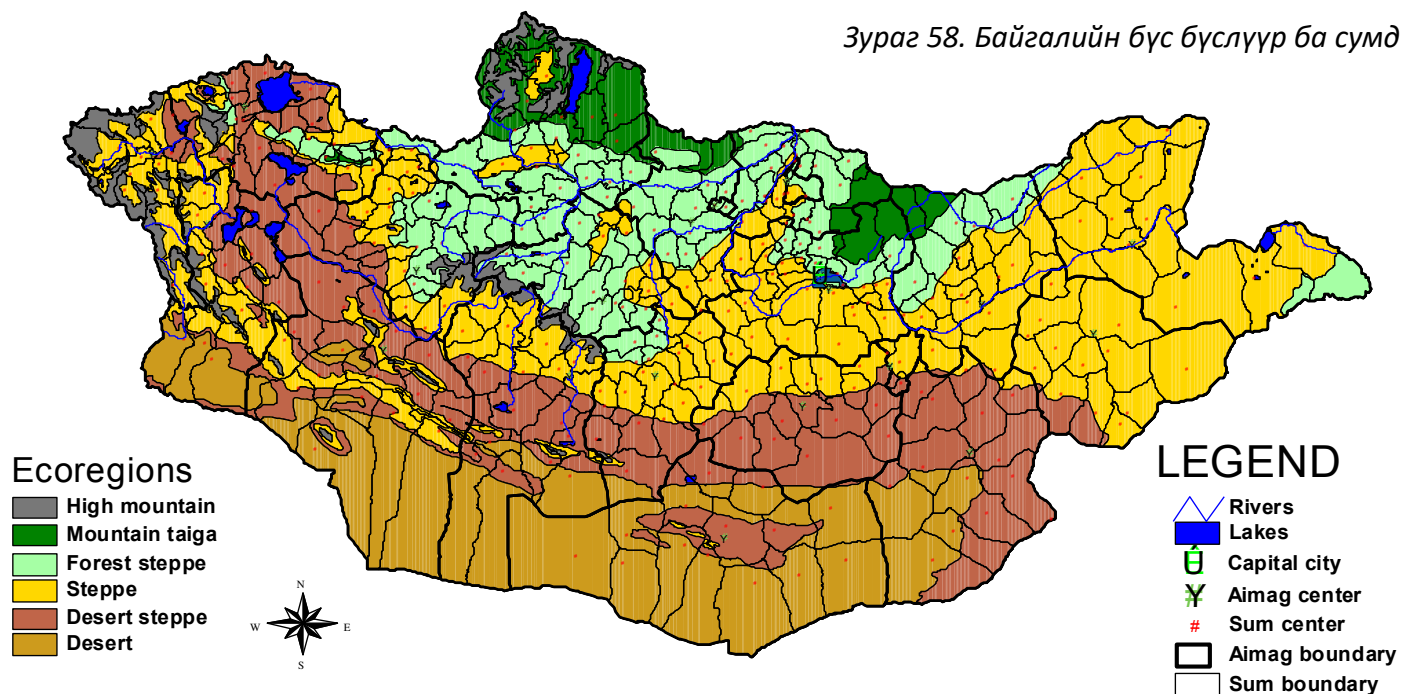 Зураг 58. Байгалийн бүс бүслүүр ба сумд
Ecoregions
High mountain
Mountain taiga
Forest steppe
Steppe
Desert steppe
Desert
N
W E
S
LEGEND
Rivers
Lakes
Capital city
Aimag center
Sum center
Aimag boundary
Sum boundary